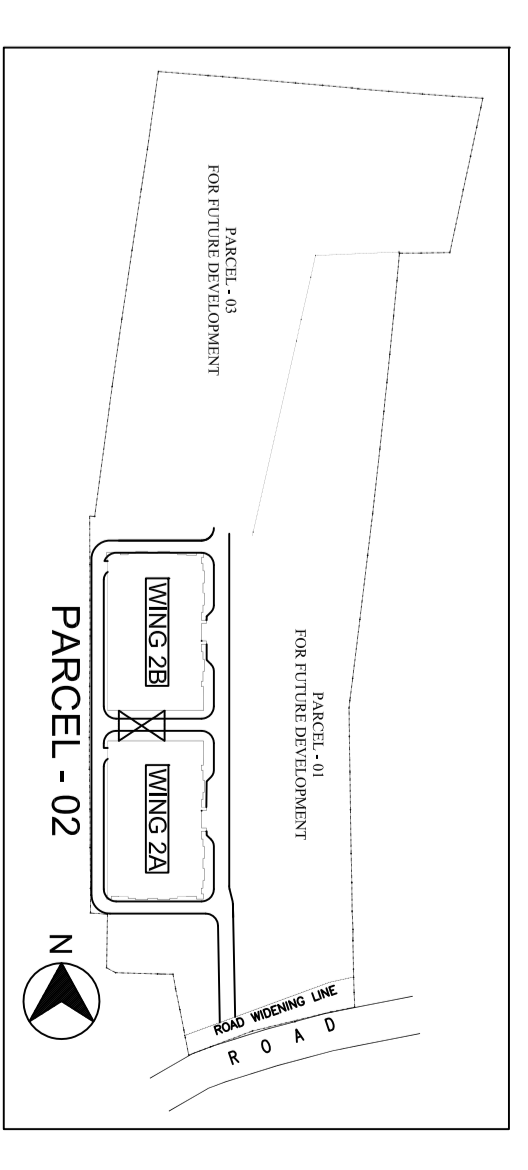 PARCEL - 03
FOR FUTURE DEVELOPMENT
PARCEL - 01
FOR FUTURE DEVELOPMENT
WING 2B
WING 2A
PARCEL - 02
N
ROAD WIDENING LINE
ROAD